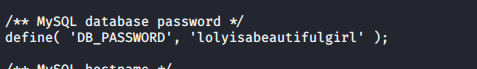 /** MySQL database password */
define( 'DB_PASSWORD', 'lolyisabeautifulgirl' );
/** MySQL hostname */